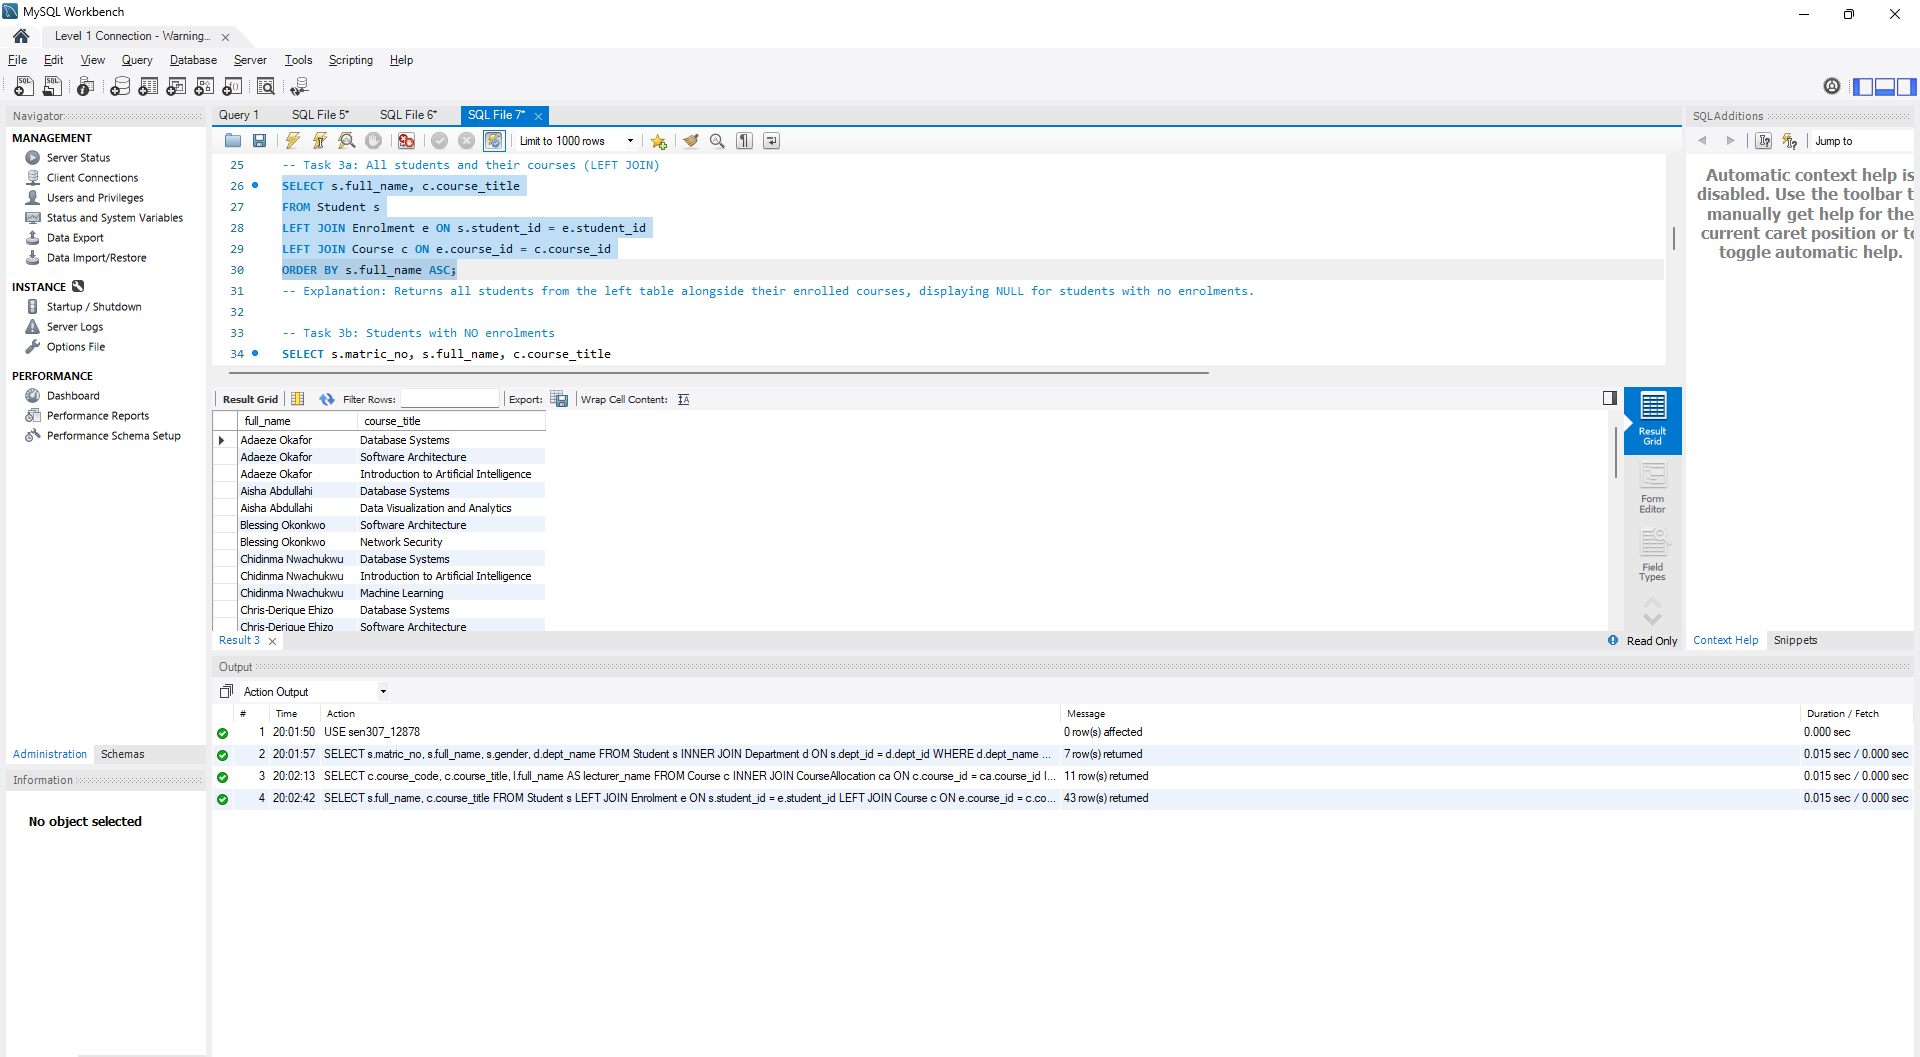 MySQL Workbench
Level 1 Connection - Warning...
File Edit View Query Database Server Tools Scripting Help
Navigator
MANAGEMENT
Server Status
Client Connections
Users and Privileges
Status and System Variables
Data Export
Data Import/Restore
INSTANCE
Startup / Shutdown
Server Logs
Options File
PERFORMANCE
Dashboard
Performance Reports
Performance Schema Setup
Administration Schemas
Information
No object selected
Query 1 SQL File 5* SQL File 6* SQL File 7*
Limit to 1000 rows
25 -- Task 3a: All students and their courses (LEFT JOIN)
26 SELECT s.full_name, c.course_title
27 FROM Student s
28 LEFT JOIN Enrolment e ON s.student_id = e.student_id
29 LEFT JOIN Course c ON e.course_id = c.course_id
30 ORDER BY s.full_name ASC;
31 -- Explanation: Returns all students from the left table alongside their enrolled courses, displaying NULL for students with no enrolments.
32
33 -- Task 3b: Students with NO enrolments
34 SELECT s.matric_no, s.full_name, c.course_title
Result Grid Filter Rows: Export: Wrap Cell Content:
full_name course_title
Adaeze Okafor Database Systems
Adaeze Okafor Software Architecture
Adaeze Okafor Introduction to Artificial Intelligence
Aisha Abdullahi Database Systems
Aisha Abdullahi Data Visualization and Analytics
Blessing Okonkwo Software Architecture
Blessing Okonkwo Network Security
Chidinma Nwachukwu Database Systems
Chidinma Nwachukwu Introduction to Artificial Intelligence
Chidinma Nwachukwu Machine Learning
Chris-Derique Ehizo Database Systems
Chris-Derique Ehizo Software Architecture
Result Grid
Form Editor
Field Types
Result 3
Read Only
SQLAdditions
Jump to
Automatic context help is
disabled. Use the toolbar t
manually get help for the
current caret position or to
toggle automatic help.
Context Help Snippets
Output
Action Output
# Time Action Message Duration / Fetch
1 20:01:50 USE sen307_12878 0 row(s) affected 0.000 sec
2 20:01:57 SELECT s.matric_no, s.full_name, s.gender, d.dept_name FROM Student s INNER JOIN Department d ON s.dept_id = d.dept_id WHERE d.dept_name ... 7 row(s) returned 0.015 sec / 0.000 sec
3 20:02:13 SELECT c.course_code, c.course_title, l.full_name AS lecturer_name FROM Course c INNER JOIN CourseAllocation ca ON c.course_id = ca.course_id I... 11 row(s) returned 0.015 sec / 0.000 sec
4 20:02:42 SELECT s.full_name, c.course_title FROM Student s LEFT JOIN Enrolment e ON s.student_id = e.student_id LEFT JOIN Course c ON e.course_id = c.co... 43 row(s) returned 0.015 sec / 0.000 sec